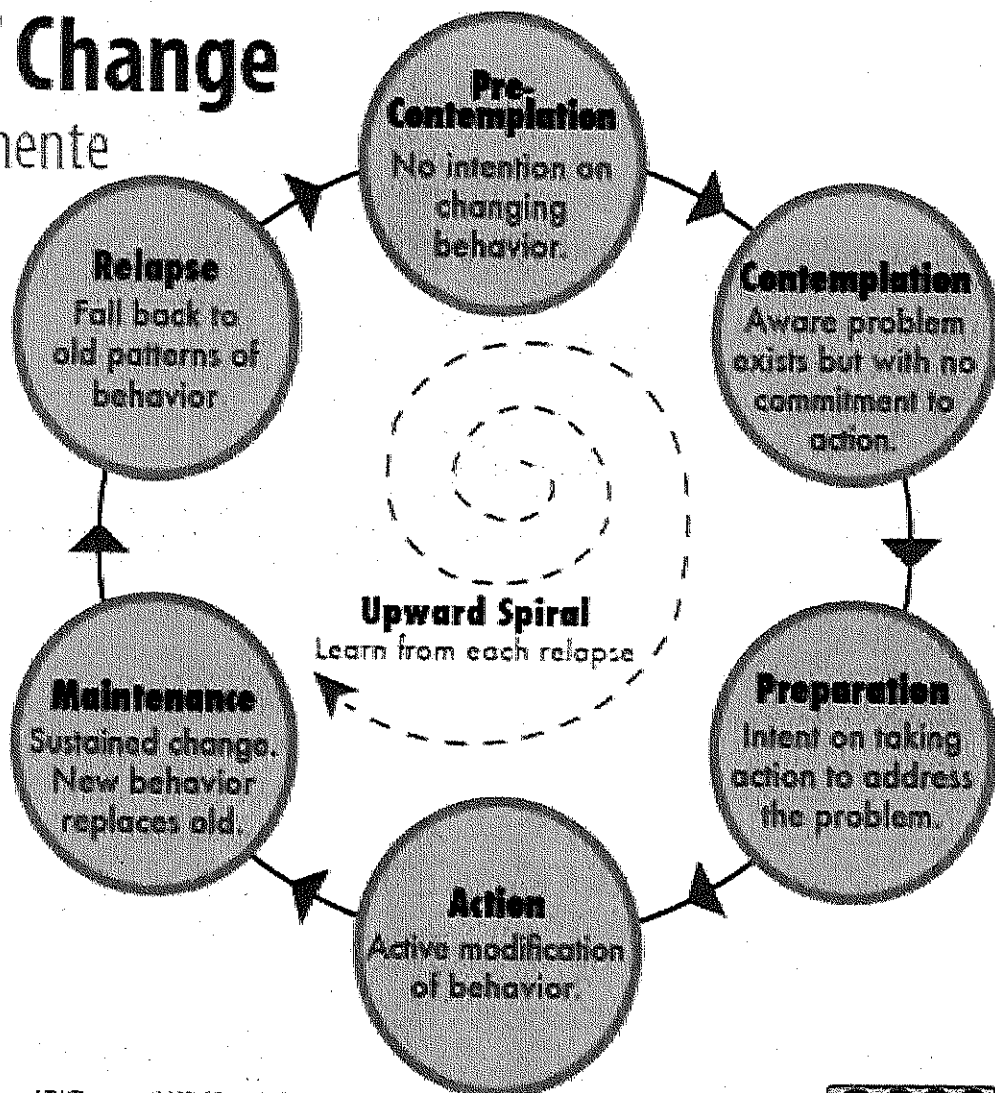 Change
nente
Pre-
Contemplation
No intention on
changing
behavior.
Contemplation
Aware problem
exists but with no
commitment to
action.
Preparation
Intent on taking
action to address
the problem.
Action
Active modification
of behavior.
Maintenance
Sustained change.
New behavior
replaces old.
Relapse
Fall back to
old patterns of
behavior
Upward Spiral
Learn from each relapse